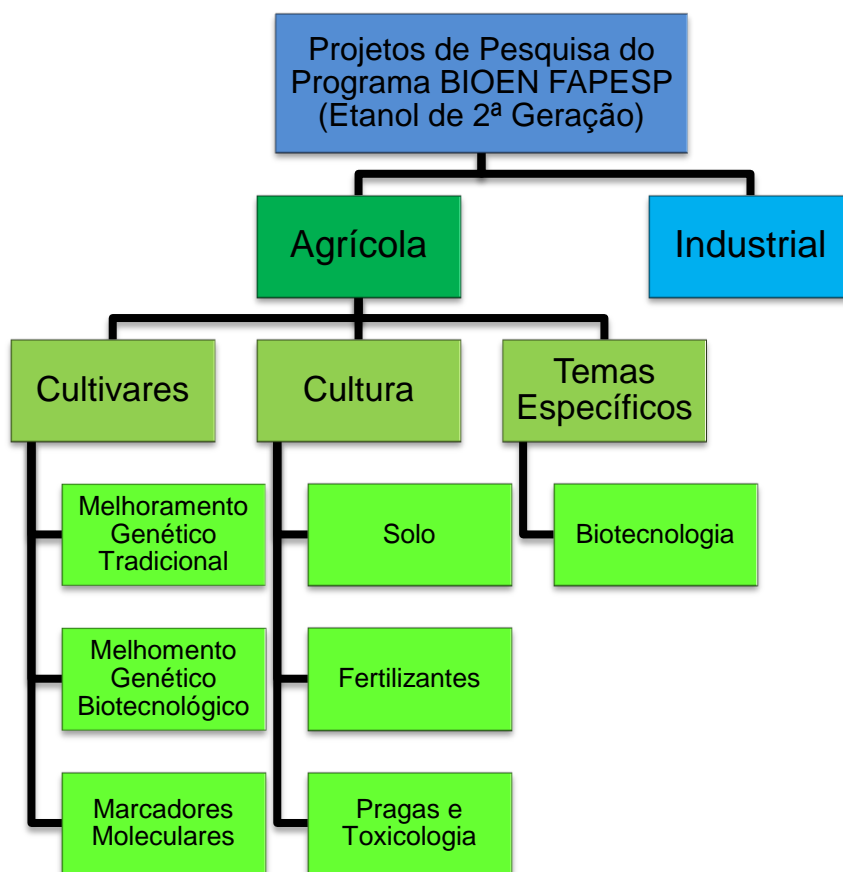 Projetos de Pesquisa do
Programa BIOEN FAPESP
(Etanol de 2ª Geração)
Agrícola
Industrial
Cultivares
Cultura
Temas
Específicos
Melhoramento
Genético
Tradicional
Solo
Biotecnologia
Melhomento
Genético
Biotecnológico
Fertilizantes
Marcadores
Moleculares
Pragas e
Toxicologia